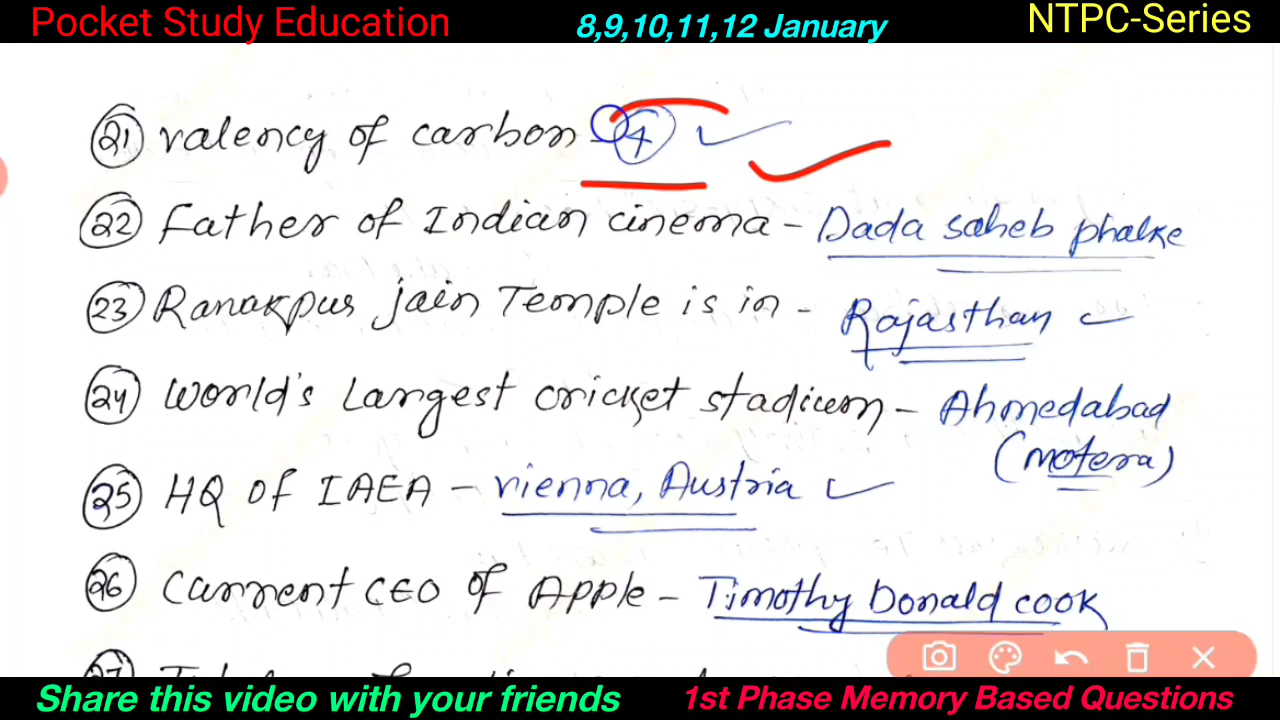 Pocket Study Education 8,9,10,11,12 January NTPC-Series
21 valency of carbon - 4
22 Father of Indian cinema - Dada saheb phalke
23 Ranakpur jain Temple is in - Rajasthan
24 World's Largest cricket stadium - Ahmedabad
(motera)
25 HQ of IAEA - vienna, Austria
26 Current CEO of Apple - Timothy Donald cook
27
Share this video with your friends 1st Phase Memory Based Questions